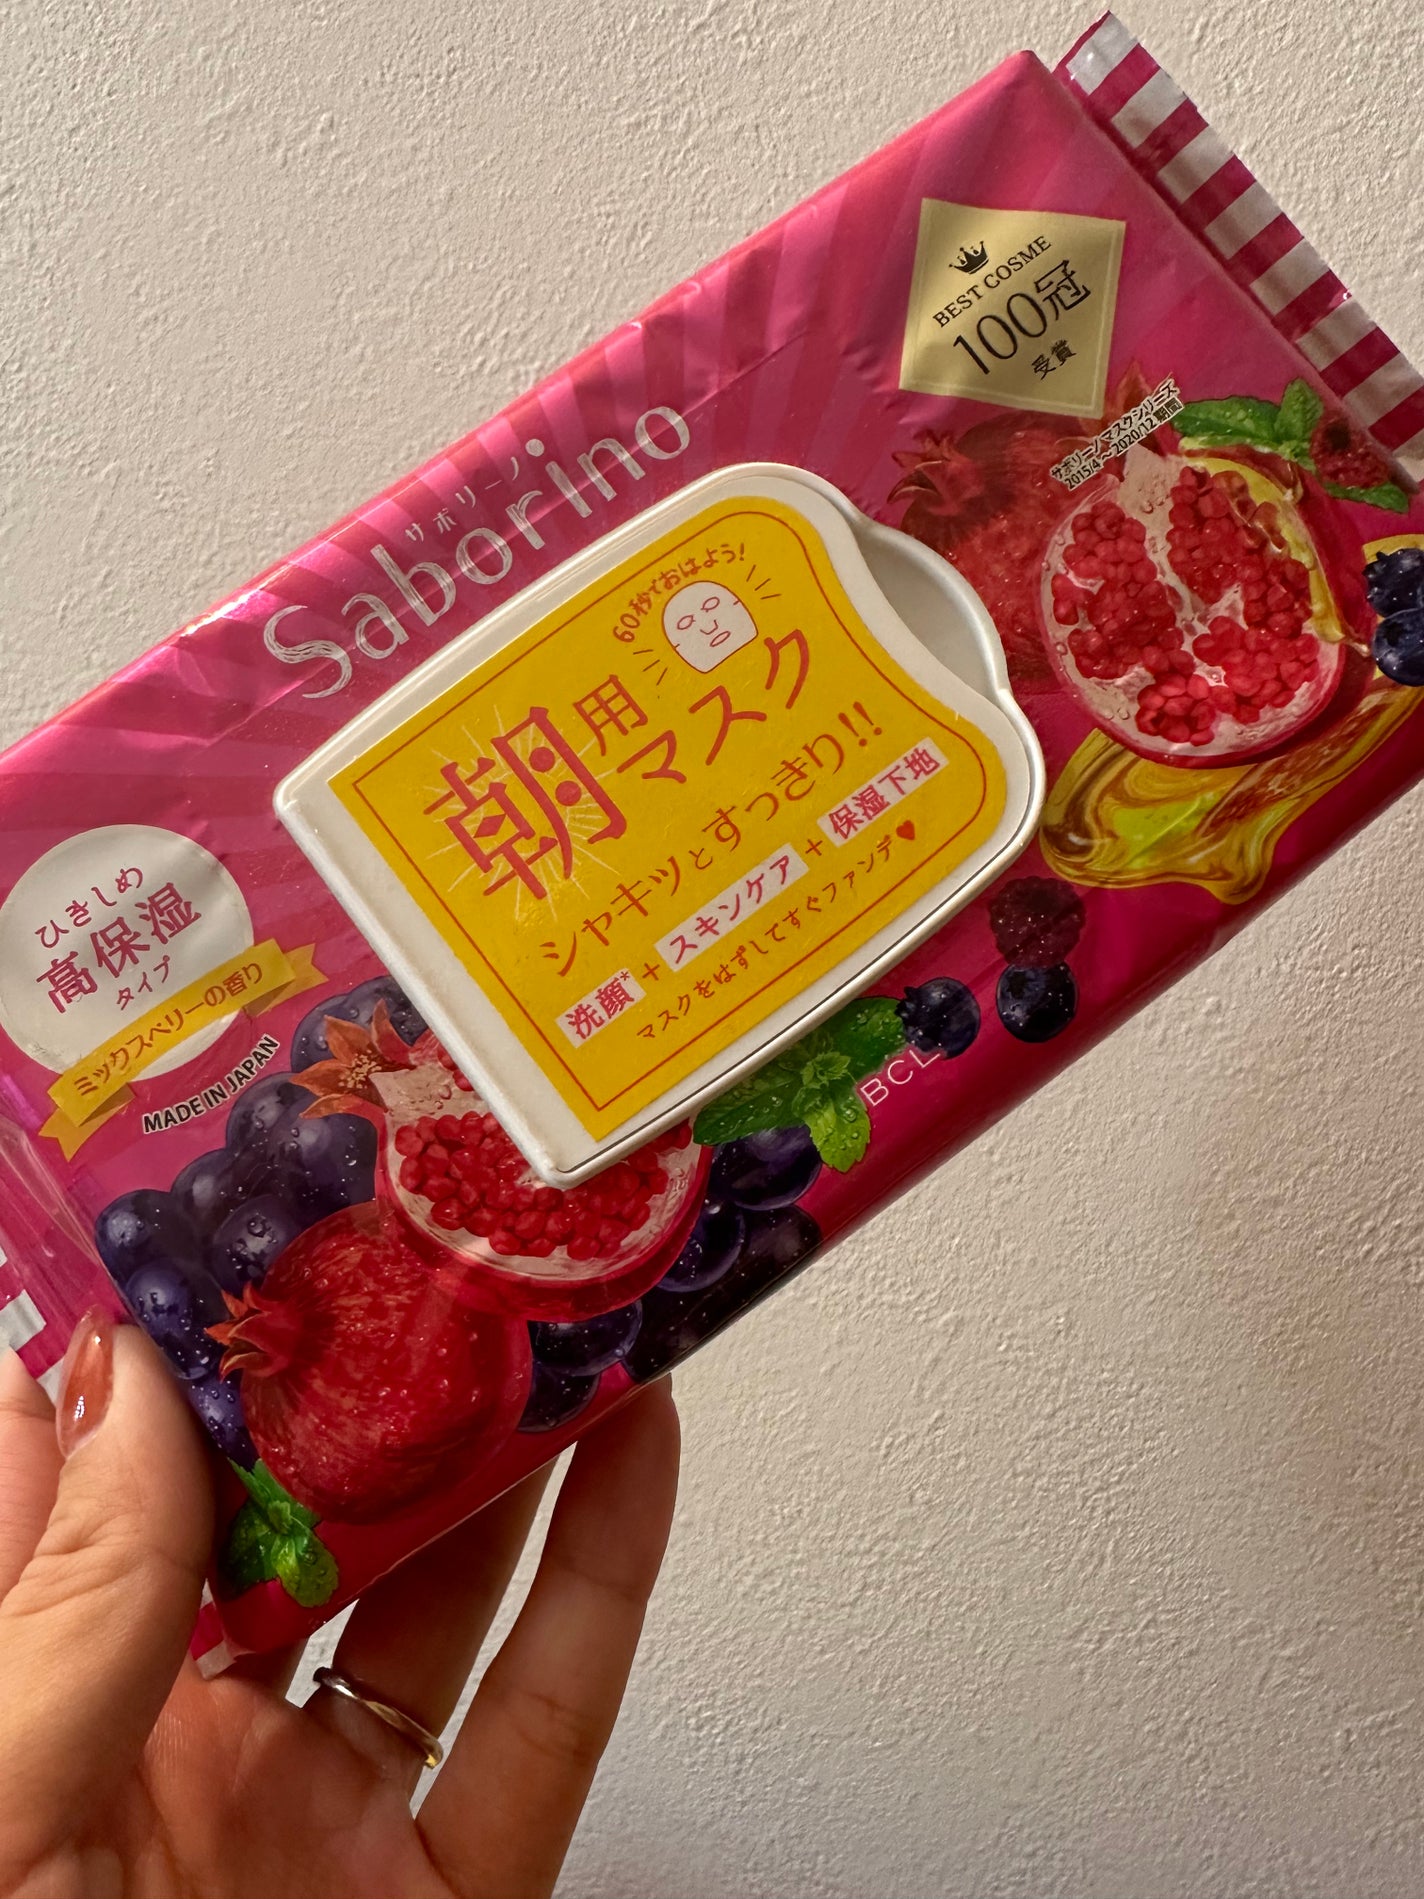 BEST COSME
100冠
受賞
サボリーノ マスクシリーズ
2015/4 ～ 2020/12 期間
サボリーノ
Saborino
60秒でおはよう!
朝用マスク
シャキッとすっきり!!
洗顔* + スキンケア + 保湿下地
マスクをはずしてすぐファンデ♥
ひきしめ
高保湿
タイプ
ミックスベリーの香り
MADE IN JAPAN
BCL